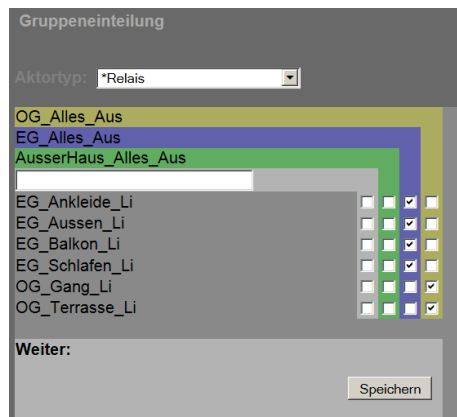 Gruppeneinteilung
Aktortyp: *Relais
OG_Alles_Aus
EG_Alles_Aus
AusserHaus_Alles_Aus
EG_Ankleide_Li
EG_Aussen_Li
EG_Balkon_Li
EG_Schlafen_Li
OG_Gang_Li
OG_Terrasse_Li
Weiter:
Speichern